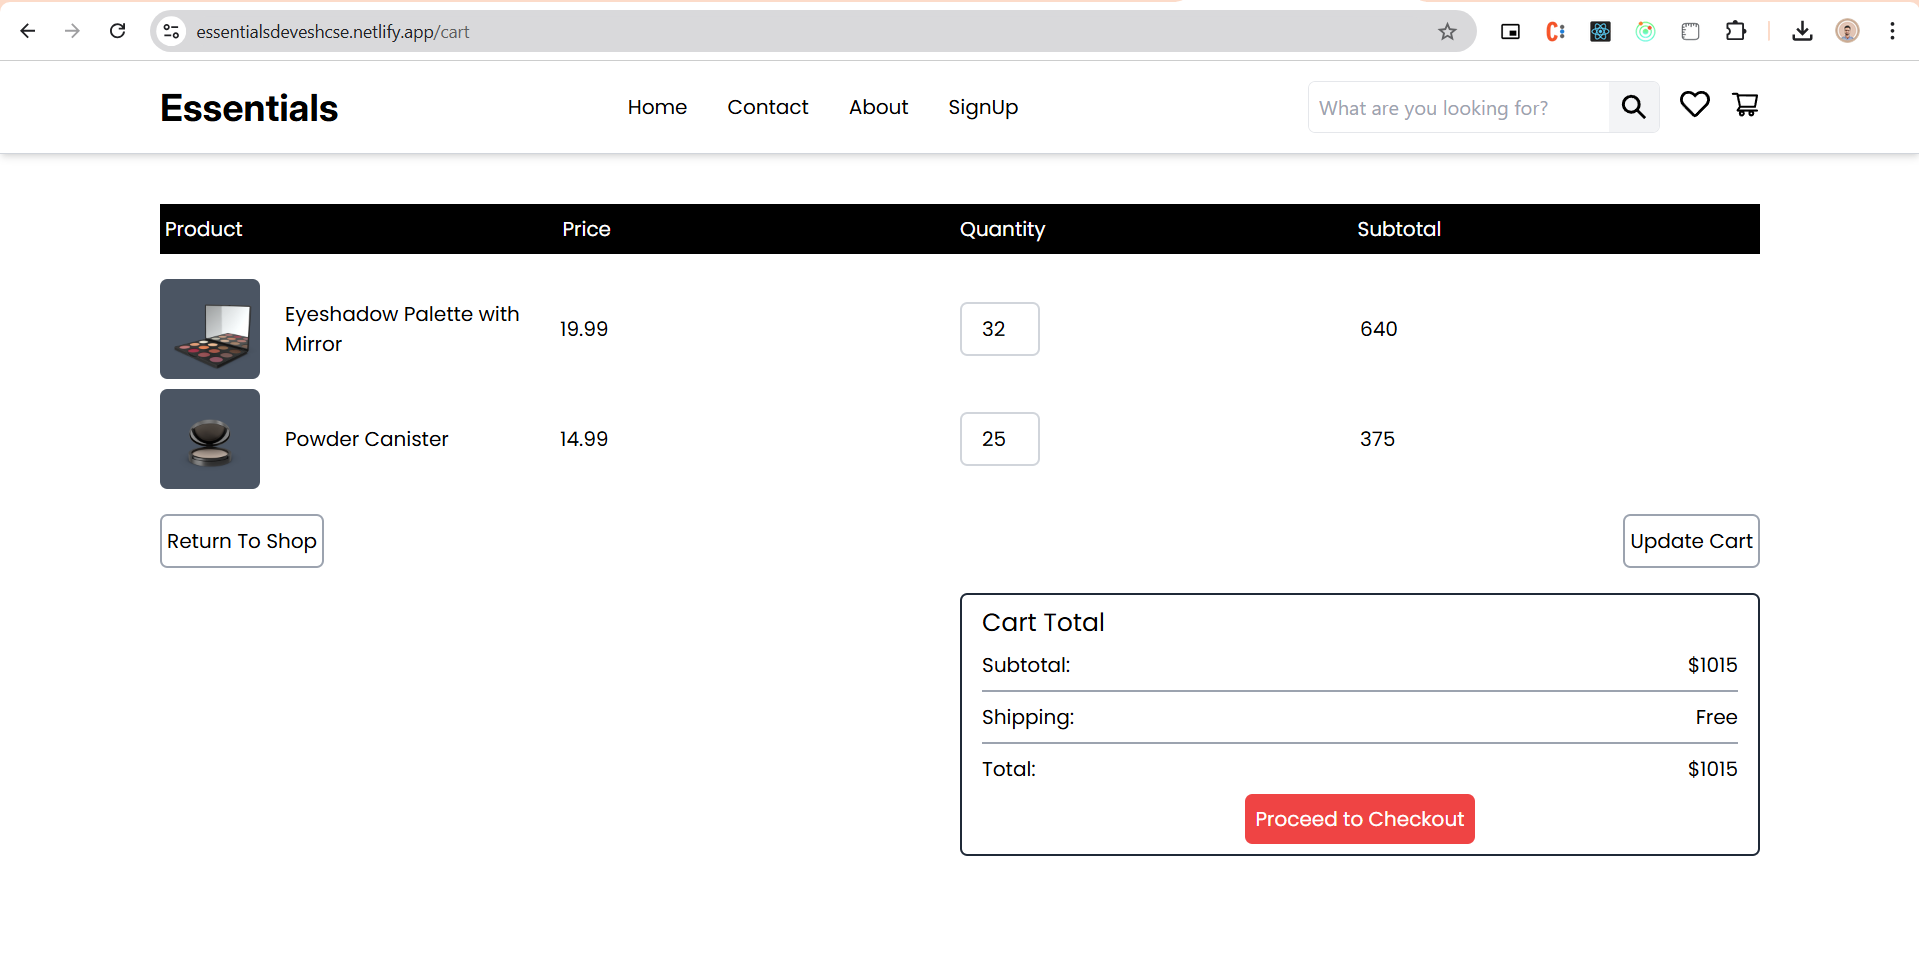 essentialsdeveshcse.netlify.app/cart
Essentials
Home Contact About SignUp
What are you looking for?
Product Price Quantity Subtotal
Eyeshadow Palette with
Mirror
19.99 32 640
Powder Canister 14.99 25 375
Return To Shop Update Cart
Cart Total
Subtotal: $1015
Shipping: Free
Total: $1015
Proceed to Checkout